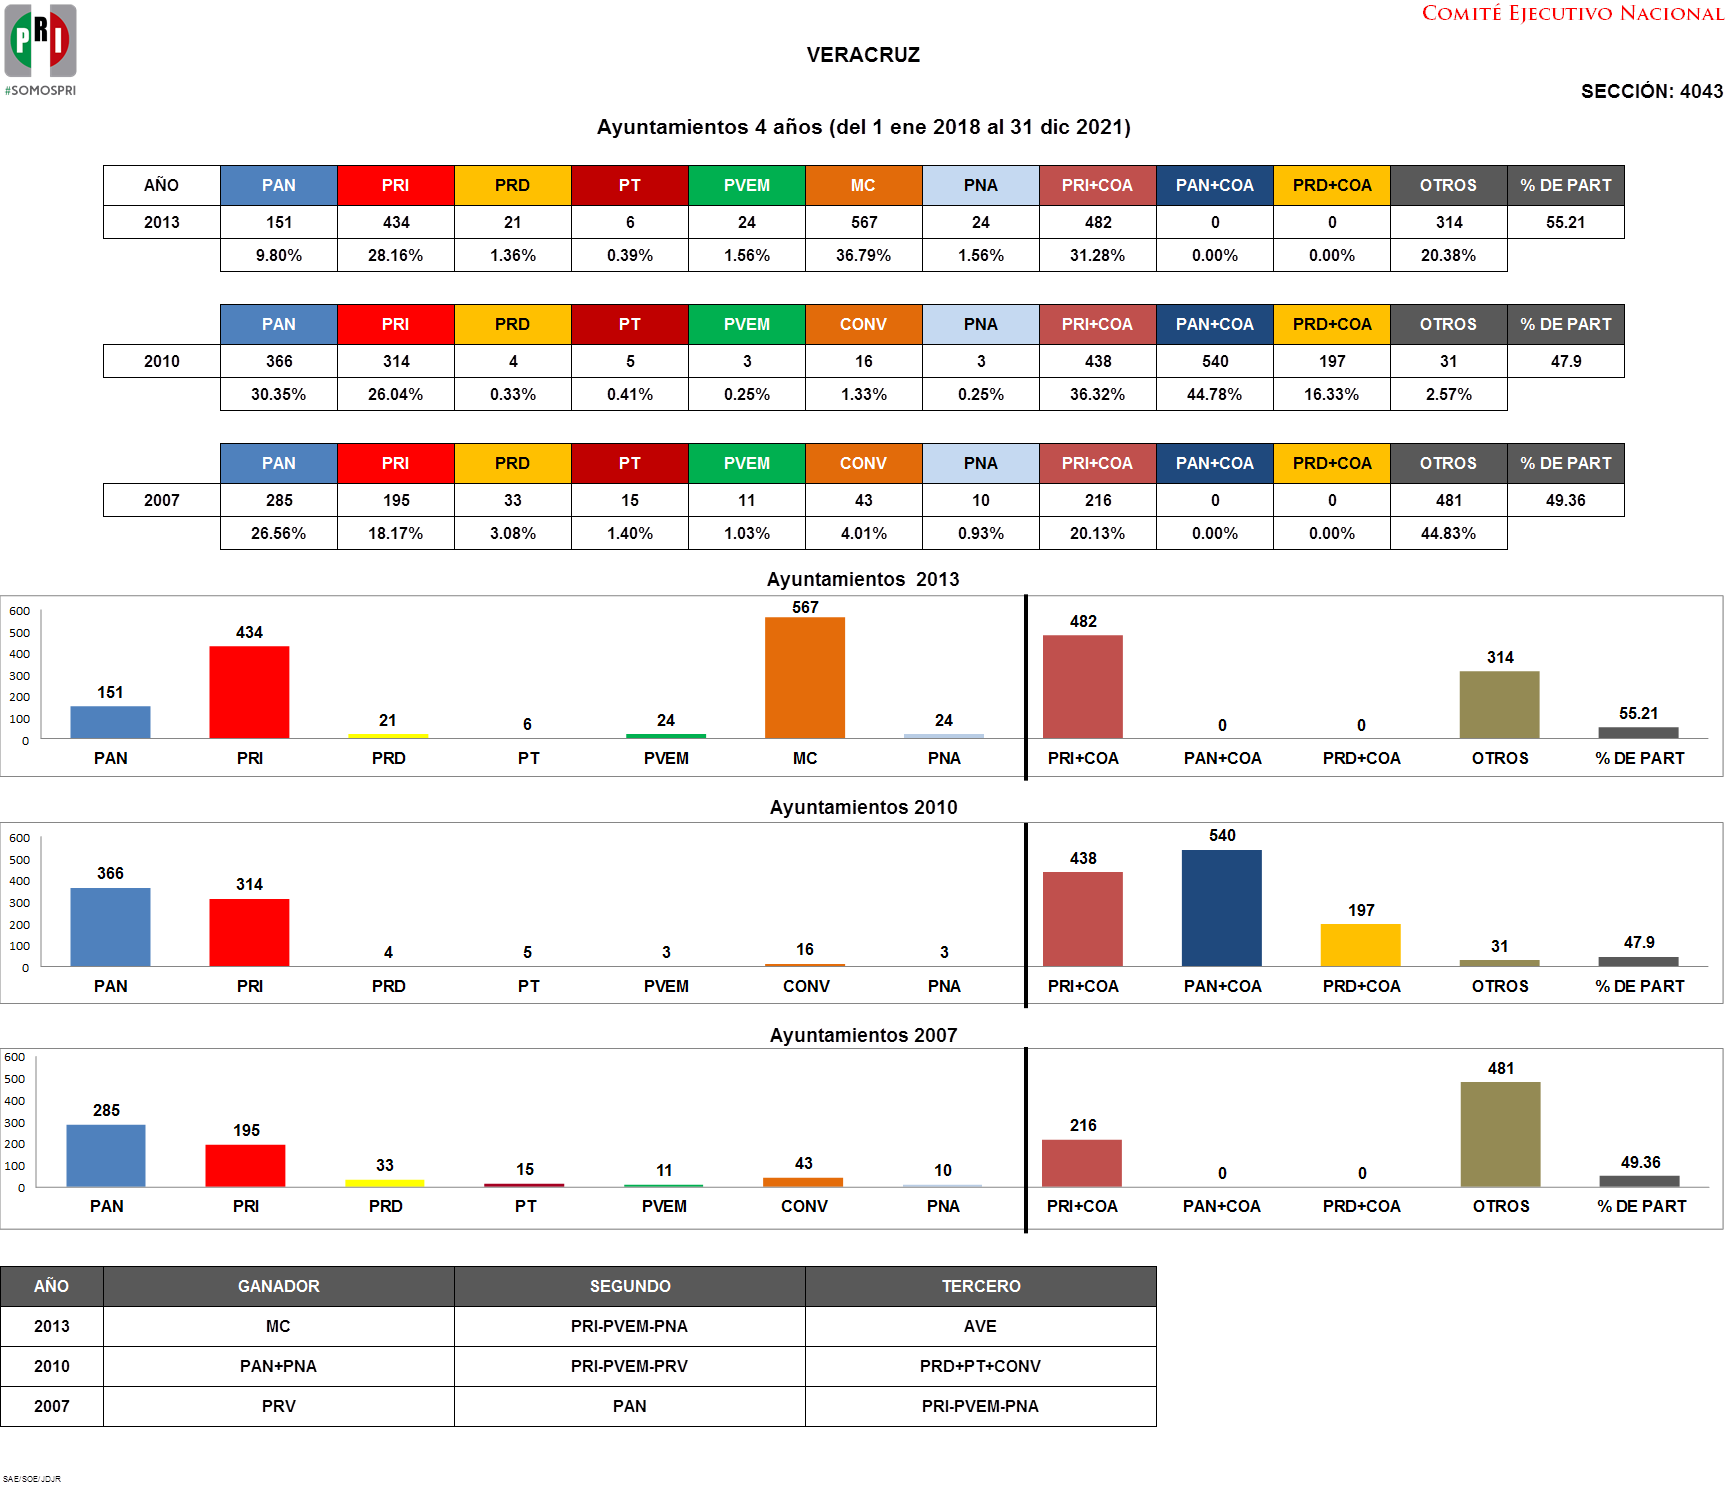 COMITÉ EJECUTIVO NACIONAL
PRI
#SOMOSPRI
VERACRUZ
SECCIÓN: 4043
Ayuntamientos 4 años (del 1 ene 2018 al 31 dic 2021)
AÑO PAN PRI PRD PT PVEM MC PNA PRI+COA PAN+COA PRD+COA OTROS % DE PART
2013 151 434 21 6 24 567 24 482 0 0 314 55.21
9.80% 28.16% 1.36% 0.39% 1.56% 36.79% 1.56% 31.28% 0.00% 0.00% 20.38%
PAN PRI PRD PT PVEM CONV PNA PRI+COA PAN+COA PRD+COA OTROS % DE PART
2010 366 314 4 5 3 16 3 438 540 197 31 47.9
30.35% 26.04% 0.33% 0.41% 0.25% 1.33% 0.25% 36.32% 44.78% 16.33% 2.57%
PAN PRI PRD PT PVEM CONV PNA PRI+COA PAN+COA PRD+COA OTROS % DE PART
2007 285 195 33 15 11 43 10 216 0 0 481 49.36
26.56% 18.17% 3.08% 1.40% 1.03% 4.01% 0.93% 20.13% 0.00% 0.00% 44.83%
Ayuntamientos 2013
600
500
400
300
200
100
0
151 434 21 6 24 567 24 482 0 0 314 55.21
PAN PRI PRD PT PVEM MC PNA PRI+COA PAN+COA PRD+COA OTROS % DE PART
Ayuntamientos 2010
600
500
400
300
200
100
0
366 314 4 5 3 16 3 438 540 197 31 47.9
PAN PRI PRD PT PVEM CONV PNA PRI+COA PAN+COA PRD+COA OTROS % DE PART
Ayuntamientos 2007
600
500
400
300
200
100
0
285 195 33 15 11 43 10 216 0 0 481 49.36
PAN PRI PRD PT PVEM CONV PNA PRI+COA PAN+COA PRD+COA OTROS % DE PART
AÑO GANADOR SEGUNDO TERCERO
2013 MC PRI-PVEM-PNA AVE
2010 PAN+PNA PRI-PVEM-PRV PRD+PT+CONV
2007 PRV PAN PRI-PVEM-PNA
SAE/SOE/JDJR